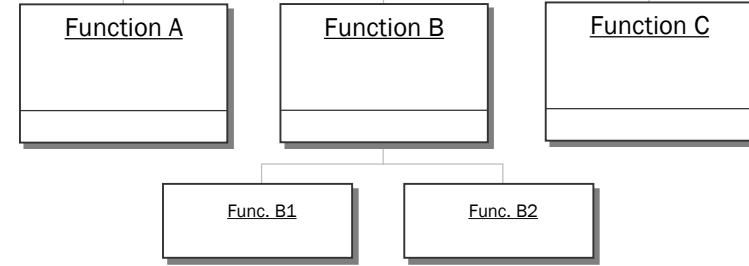 Function A
Function B
Function C
Func. B1
Func. B2